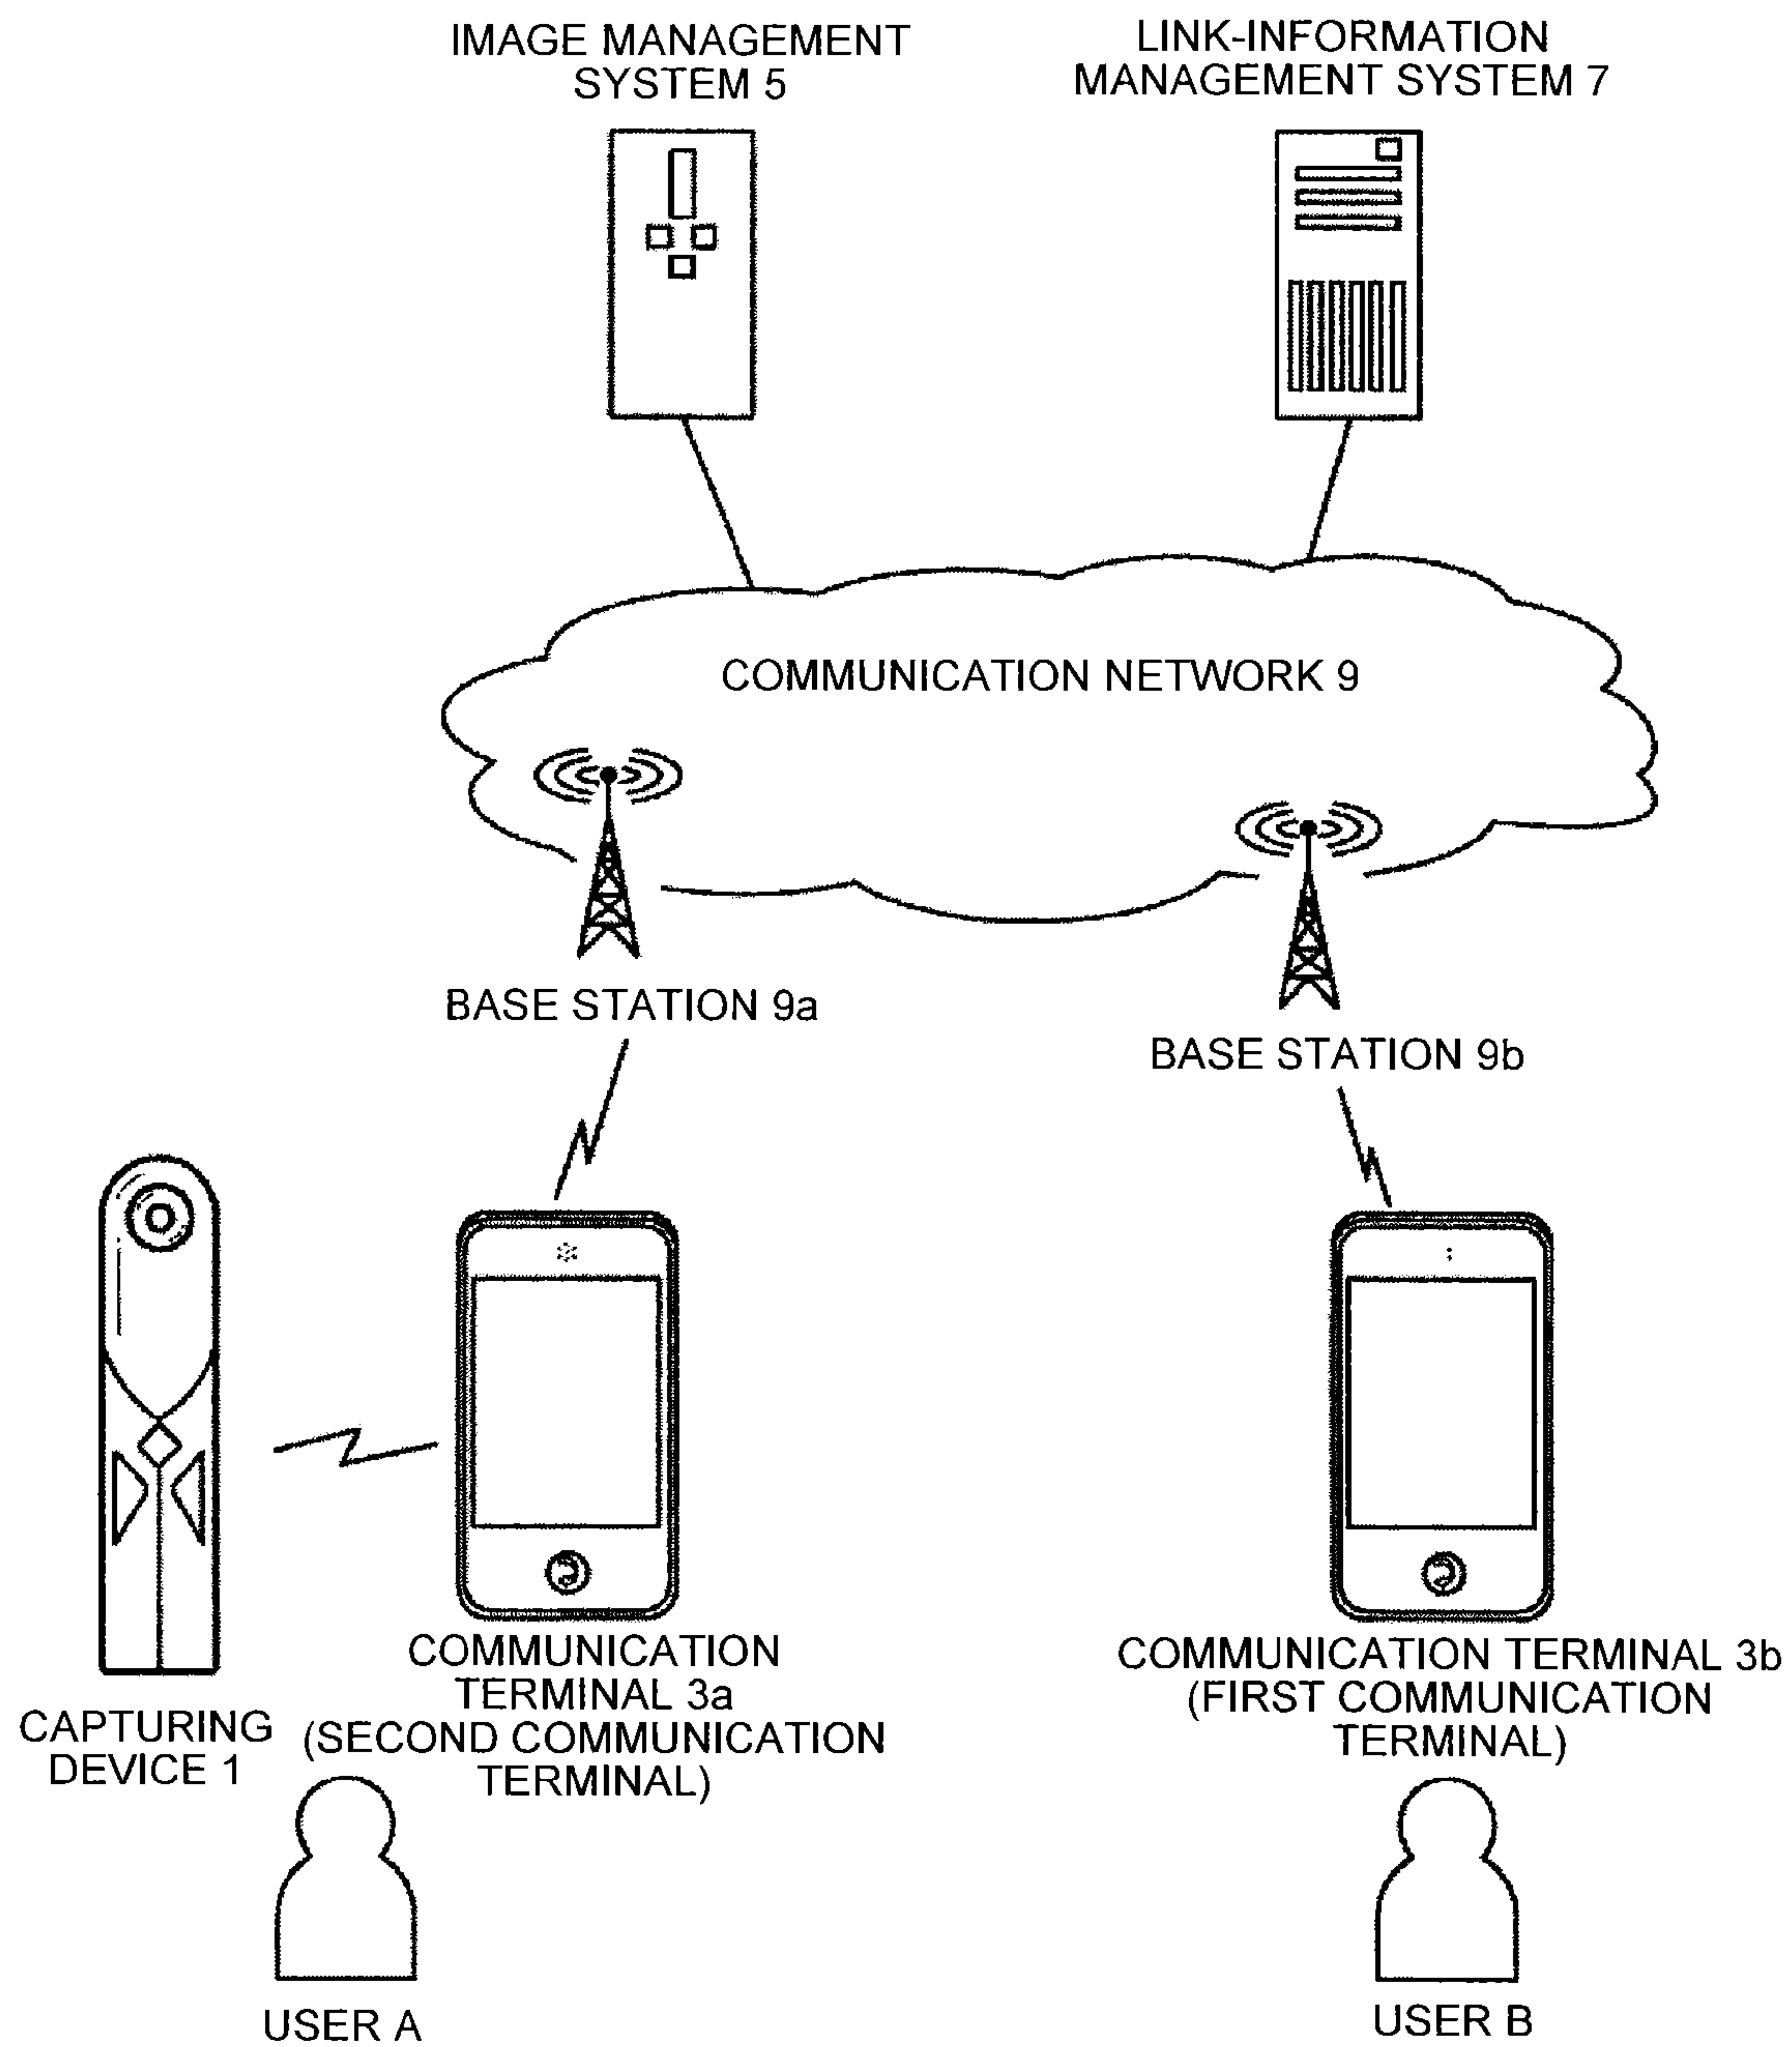 IMAGE MANAGEMENT
SYSTEM 5
LINK-INFORMATION
MANAGEMENT SYSTEM 7
COMMUNICATION NETWORK 9
BASE STATION 9a
BASE STATION 9b
CAPTURING
DEVICE 1
COMMUNICATION
TERMINAL 3a
(SECOND COMMUNICATION
TERMINAL)
COMMUNICATION TERMINAL 3b
(FIRST COMMUNICATION
TERMINAL)
USER A
USER B